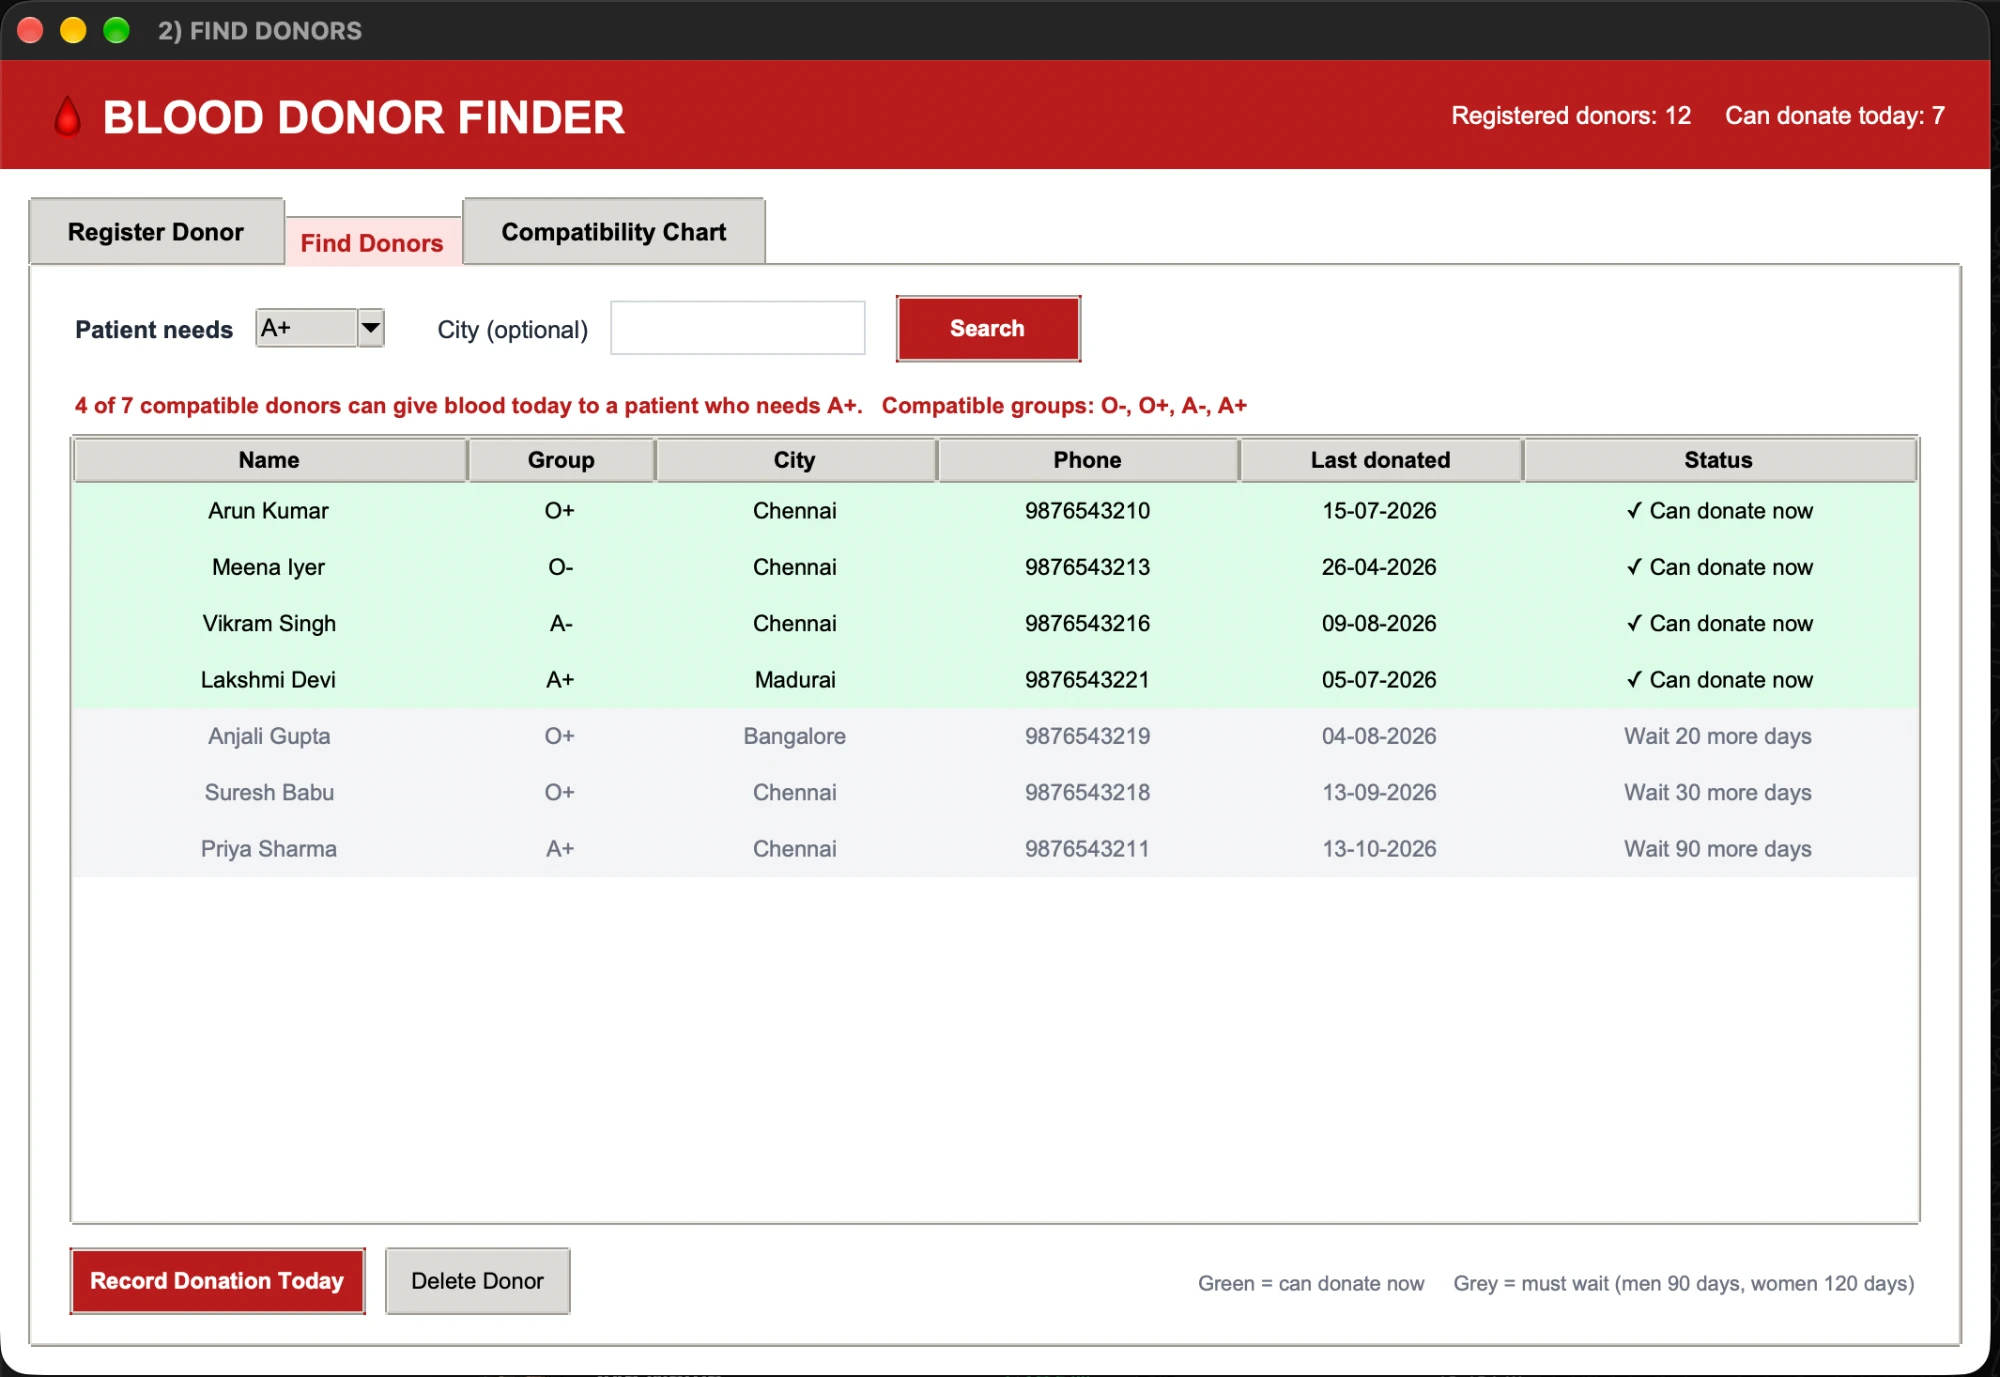 2) FIND DONORS
BLOOD DONOR FINDER
Registered donors: 12 Can donate today: 7
Register Donor Find Donors Compatibility Chart
Patient needs A+ City (optional) Search
4 of 7 compatible donors can give blood today to a patient who needs A+. Compatible groups: O-, O+, A-, A+
Name Group City Phone Last donated Status
Arun Kumar O+ Chennai 9876543210 15-07-2026 ✓ Can donate now
Meena Iyer O- Chennai 9876543213 26-04-2026 ✓ Can donate now
Vikram Singh A- Chennai 9876543216 09-08-2026 ✓ Can donate now
Lakshmi Devi A+ Madurai 9876543221 05-07-2026 ✓ Can donate now
Anjali Gupta O+ Bangalore 9876543219 04-08-2026 Wait 20 more days
Suresh Babu O+ Chennai 9876543218 13-09-2026 Wait 30 more days
Priya Sharma A+ Chennai 9876543211 13-10-2026 Wait 90 more days
Record Donation Today Delete Donor Green = can donate now Grey = must wait (men 90 days, women 120 days)